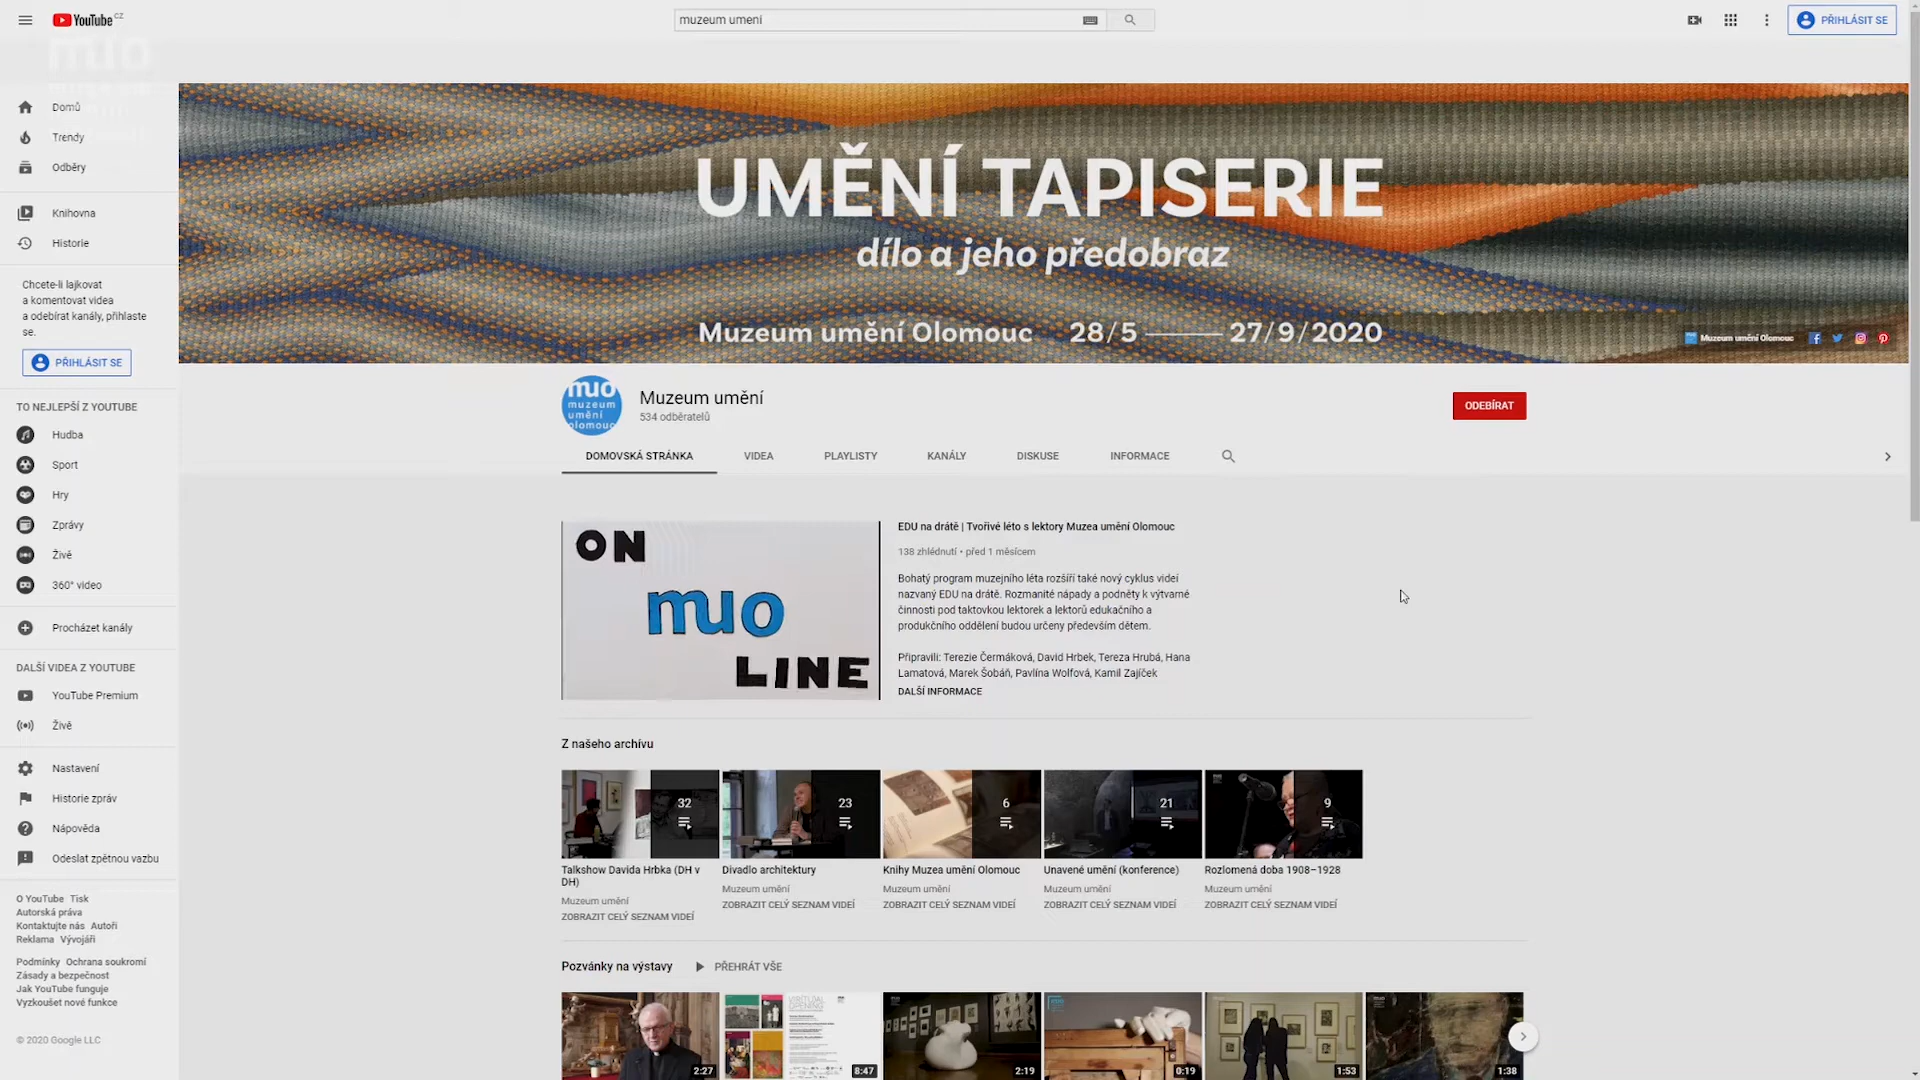 YouTube CZ
muzeum umení
PŘIHLÁSIT SE
Domů
Trendy
Odběry
Knihovna
Historie
Chcete-li lajkovat
a komentovat videa
a odebírat kanály, přihlaste
se.
PŘIHLÁSIT SE
TO NEJLEPŠÍ Z YOUTUBE
Hudba
Sport
Hry
Zprávy
Živě
360° video
Procházet kanály
DALŠÍ VIDEA Z YOUTUBE
YouTube Premium
Živě
Nastavení
Historie zpráv
Nápověda
Odeslat zpětnou vazbu
O YouTube Tisk
Autorská práva
Kontaktujte nás Autoři
Reklama Vývojáři
Podmínky Ochrana soukromí
Zásady a bezpečnost
Jak YouTube funguje
Vyzkoušet nové funkce
© 2020 Google LLC
UMĚNÍ TAPISERIE
dílo a jeho předobraz
Muzeum umění Olomouc 28/5 — 27/9/2020
Muzeum umění Olomouc
muo
muzeum
umění
olomouc
Muzeum umění
534 odběratelů
ODEBÍRAT
DOMOVSKÁ STRÁNKA VIDEA PLAYLISTY KANÁLY DISKUSE INFORMACE
ON
muo
LINE
EDU na drátě | Tvořivé léto s lektory Muzea umění Olomouc
138 zhlédnutí • před 1 měsícem
Bohatý program muzejního léta rozšíří také nový cyklus videí
nazvaný EDU na drátě. Rozmanité nápady a podněty k výtvarné
činnosti pod taktovkou lektorek a lektorů edukačního a
produkčního oddělení budou určeny především dětem.
Připravili: Terezie Čermáková, David Hrbek, Tereza Hrubá, Hana
Lamatová, Marek Šobáň, Pavlína Wolfová, Kamil Zajíček
DALŠÍ INFORMACE
Z našeho archívu
32
23
6
21
9
Talkshow Davida Hrbka (DH v
DH)
Muzeum umění
ZOBRAZIT CELÝ SEZNAM VIDEÍ
Divadlo architektury
Muzeum umění
ZOBRAZIT CELÝ SEZNAM VIDEÍ
Knihy Muzea umění Olomouc
Muzeum umění
ZOBRAZIT CELÝ SEZNAM VIDEÍ
Unavené umění (konference)
Muzeum umění
ZOBRAZIT CELÝ SEZNAM VIDEÍ
Rozlomená doba 1908–1928
Muzeum umění
ZOBRAZIT CELÝ SEZNAM VIDEÍ
Pozvánky na výstavy PŘEHRÁT VŠE
VIRTUAL
OPENING
2:27
8:47
2:19
0:19
1:53
1:38